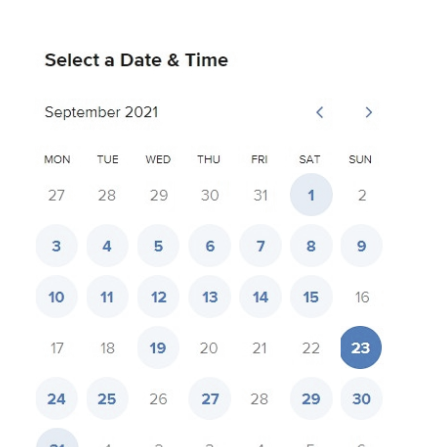 Select a Date & Time
September 2021
MON TUE WED THU FRI SAT SUN
27 28 29 30 31 1 2
3 4 5 6 7 8 9
10 11 12 13 14 15 16
17 18 19 20 21 22 23
24 25 26 27 28 29 30